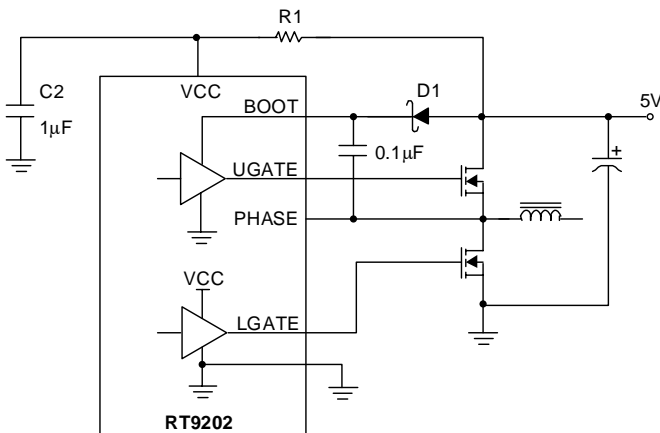 R1
C2
1µF
VCC
BOOT
D1
5V
0.1µF
+
UGATE
PHASE
VCC
LGATE
RT9202